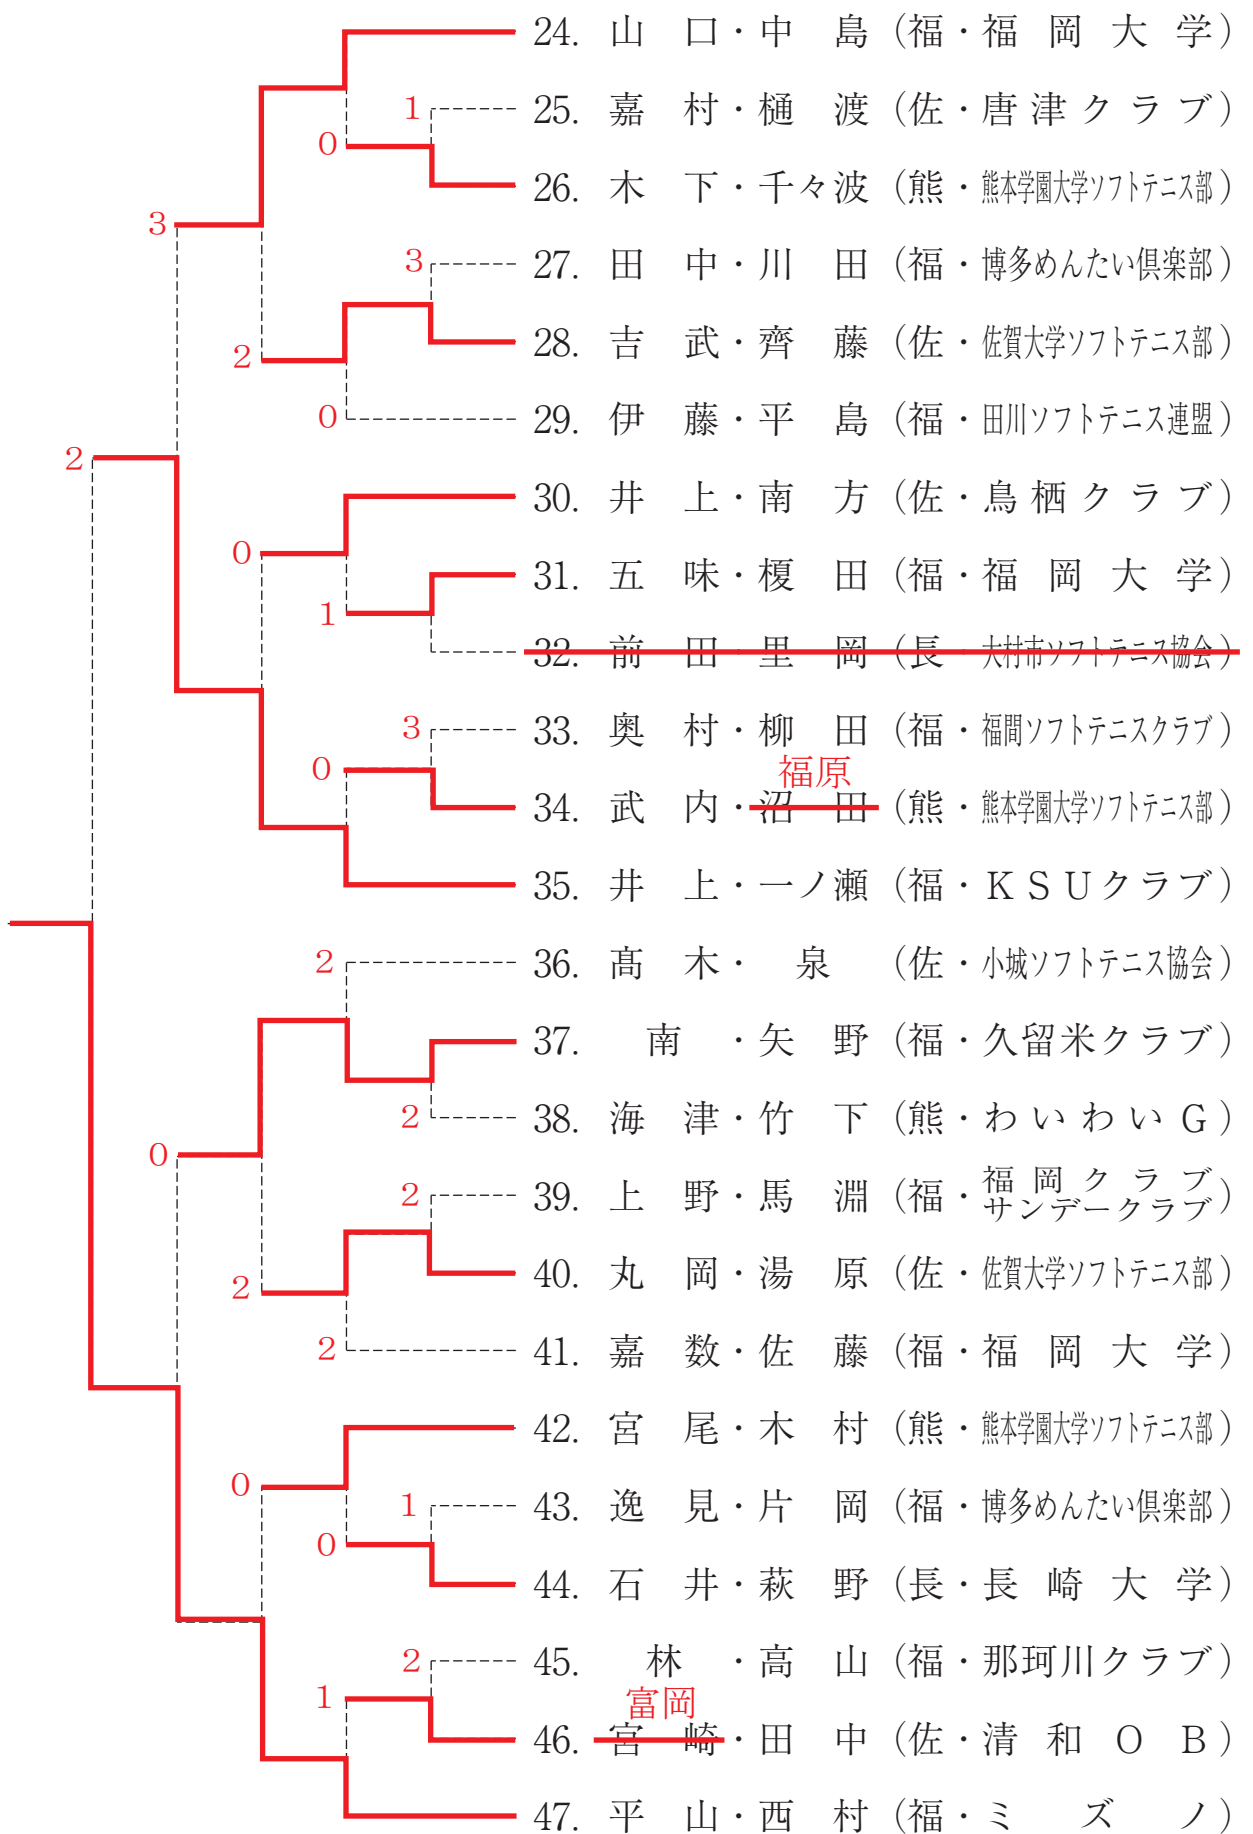 24. 山口・中島（福・福岡大学）
1
25. 嘉村・樋渡（佐・唐津クラブ）
0
26. 木下・千々波（熊・熊本学園大学ソフトテニス部）
3
3
27. 田中・川田（福・博多めんたい倶楽部）
28. 吉武・齊藤（佐・佐賀大学ソフトテニス部）
2
0
29. 伊藤・平島（福・田川ソフトテニス連盟）
2
30. 井上・南方（佐・鳥栖クラブ）
0
31. 五味・榎田（福・福岡大学）
1
32. 前田・里岡（長・大村市ソフトテニス協会）
3
33. 奥村・柳田（福・福間ソフトテニスクラブ）
0
福原
34. 武内・沼田（熊・熊本学園大学ソフトテニス部）
35. 井上・一ノ瀬（福・KSUクラブ）
2
36. 髙木・泉（佐・小城ソフトテニス協会）
37. 南・矢野（福・久留米クラブ）
2
38. 海津・竹下（熊・わいわいG）
0
2
39. 上野・馬淵（福・福岡クラブ サンデークラブ）
40. 丸岡・湯原（佐・佐賀大学ソフトテニス部）
2
2
41. 嘉数・佐藤（福・福岡大学）
42. 宮尾・木村（熊・熊本学園大学ソフトテニス部）
0
1
43. 逸見・片岡（福・博多めんたい倶楽部）
0
44. 石井・萩野（長・長崎大学）
2
45. 林・高山（福・那珂川クラブ）
1
富岡
46. 宮崎・田中（佐・清和OB）
47. 平山・西村（福・ミズノ）